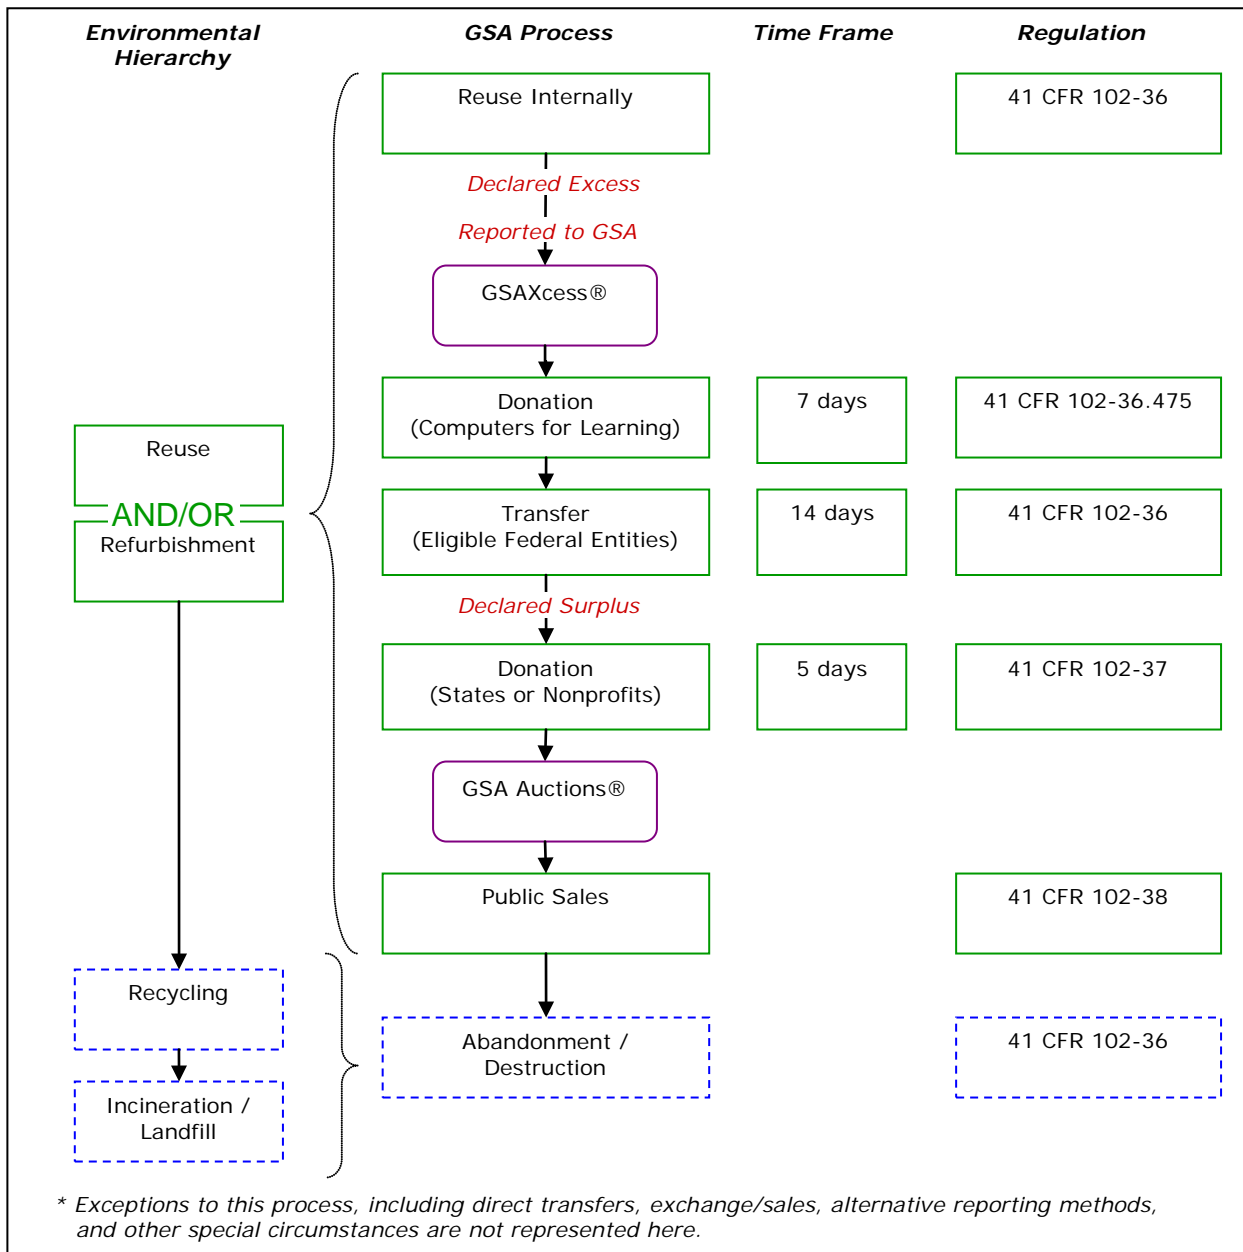 Environmental
Hierarchy
GSA Process
Time Frame
Regulation
Reuse Internally
41 CFR 102-36
Declared Excess
Reported to GSA
GSAXcess®
Donation
(Computers for Learning)
7 days
41 CFR 102-36.475
Reuse
AND/OR
Refurbishment
Transfer
(Eligible Federal Entities)
14 days
41 CFR 102-36
Declared Surplus
Donation
(States or Nonprofits)
5 days
41 CFR 102-37
GSA Auctions®
Public Sales
41 CFR 102-38
Recycling
Abandonment /
Destruction
41 CFR 102-36
Incineration /
Landfill
* Exceptions to this process, including direct transfers, exchange/sales, alternative reporting methods,
and other special circumstances are not represented here.